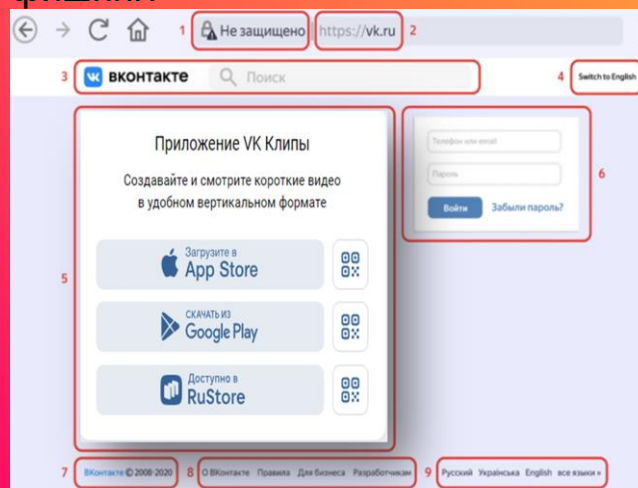 фишинг
1 Не защищено https://vk.ru 2
3 вконтакте Поиск 4 Switch to English
Приложение VK Клипы
Создавайте и смотрите короткие видео
в удобном вертикальном формате
Загрузите в
App Store
СКАЧАТЬ ИЗ
Google Play
Доступно в
RuStore
5
Телефон или email
Пароль
Войти Забыли пароль?
6
7 ВКонтакте © 2008-2020 8 О ВКонтакте Правила Для бизнеса Разработчикам 9 Русский Українська English все языки »